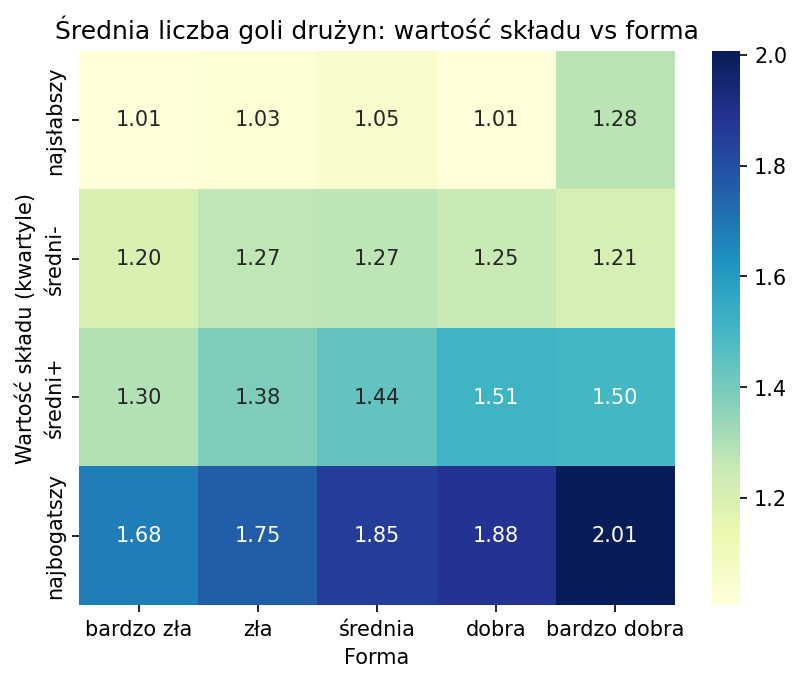 Średnia liczba goli drużyn: wartość składu vs forma
Wartość składu (kwartyle)
najsłabszy
1.01 1.03 1.05 1.01 1.28
średni-
1.20 1.27 1.27 1.25 1.21
średni+
1.30 1.38 1.44 1.51 1.50
najbogatszy
1.68 1.75 1.85 1.88 2.01
bardzo zła zła średnia dobra bardzo dobra
Forma
2.0
1.8
1.6
1.4
1.2